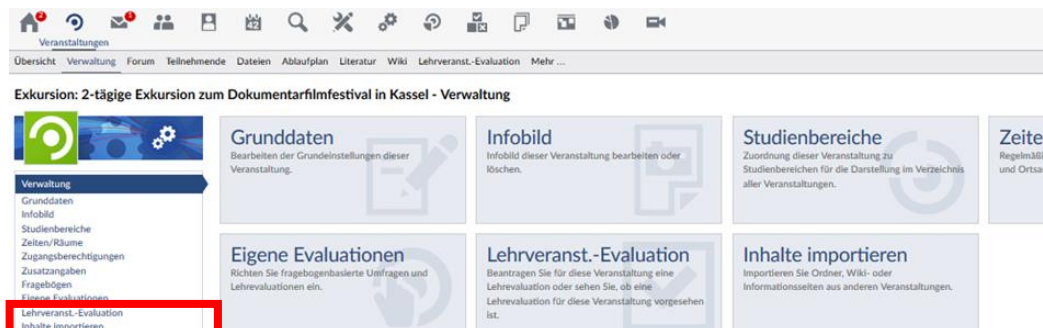 2
1
42
Veranstaltungen
Übersicht Verwaltung Forum Teilnehmende Dateien Ablaufplan Literatur Wiki Lehrveranst.-Evaluation Mehr ...
Exkursion: 2-tägige Exkursion zum Dokumentarfilmfestival in Kassel - Verwaltung
Verwaltung
Grunddaten
Infobild
Studienbereiche
Zeiten/Räume
Zugangsberechtigungen
Zusatzangaben
Fragebögen
Eigene Evaluationen
Lehrveranst.-Evaluation
Inhalte importieren
Grunddaten
Bearbeiten der Grundeinstellungen dieser
Veranstaltung.
Infobild
Infobild dieser Veranstaltung bearbeiten oder
löschen.
Studienbereiche
Zuordnung dieser Veranstaltung zu
Studienbereichen für die Darstellung im Verzeichnis
aller Veranstaltungen.
Zeite
Regelmäßi
und Ortsa
Eigene Evaluationen
Richten Sie fragebogenbasierte Umfragen und
Lehrevaluationen ein.
Lehrveranst.-Evaluation
Beantragen Sie für diese Veranstaltung eine
Lehrevaluation oder sehen Sie, ob eine
Lehrevaluation für diese Veranstaltung vorgesehen
ist.
Inhalte importieren
Importieren Sie Ordner, Wiki- oder
Informationsseiten aus anderen Veranstaltungen.